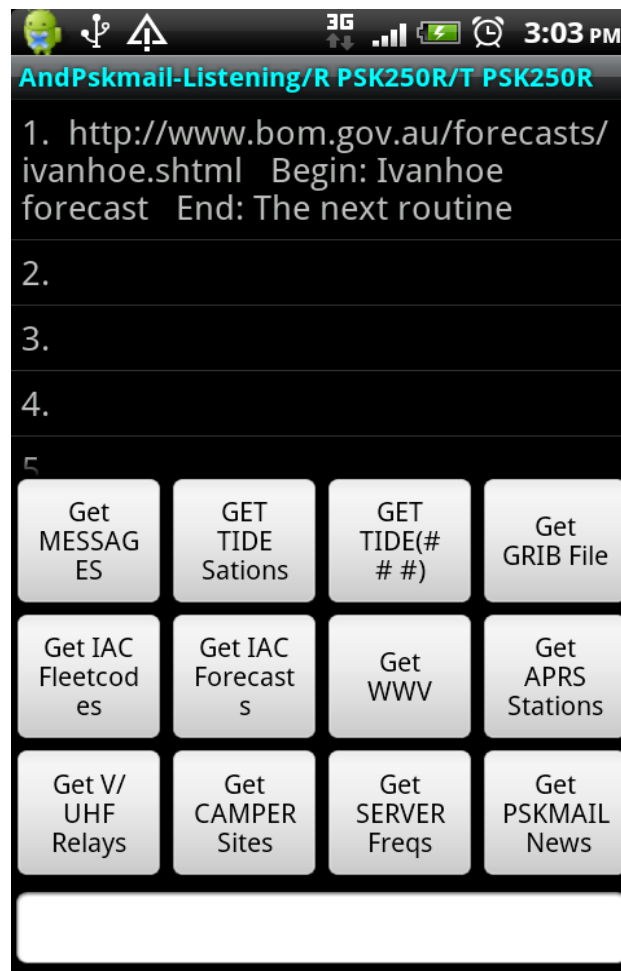 3G
3:03 PM
AndPskmail-Listening/R PSK250R/T PSK250R
1.  http://www.bom.gov.au/forecasts/
ivanhoe.shtml   Begin: Ivanhoe
forecast   End: The next routine
2.
3.
4.
5
Get
MESSAG
ES
GET
TIDE
Sations
GET
TIDE(#
# #)
Get
GRIB File
Get IAC
Fleetcod
es
Get IAC
Forecast
s
Get
WWV
Get
APRS
Stations
Get V/
UHF
Relays
Get
CAMPER
Sites
Get
SERVER
Freqs
Get
PSKMAIL
News